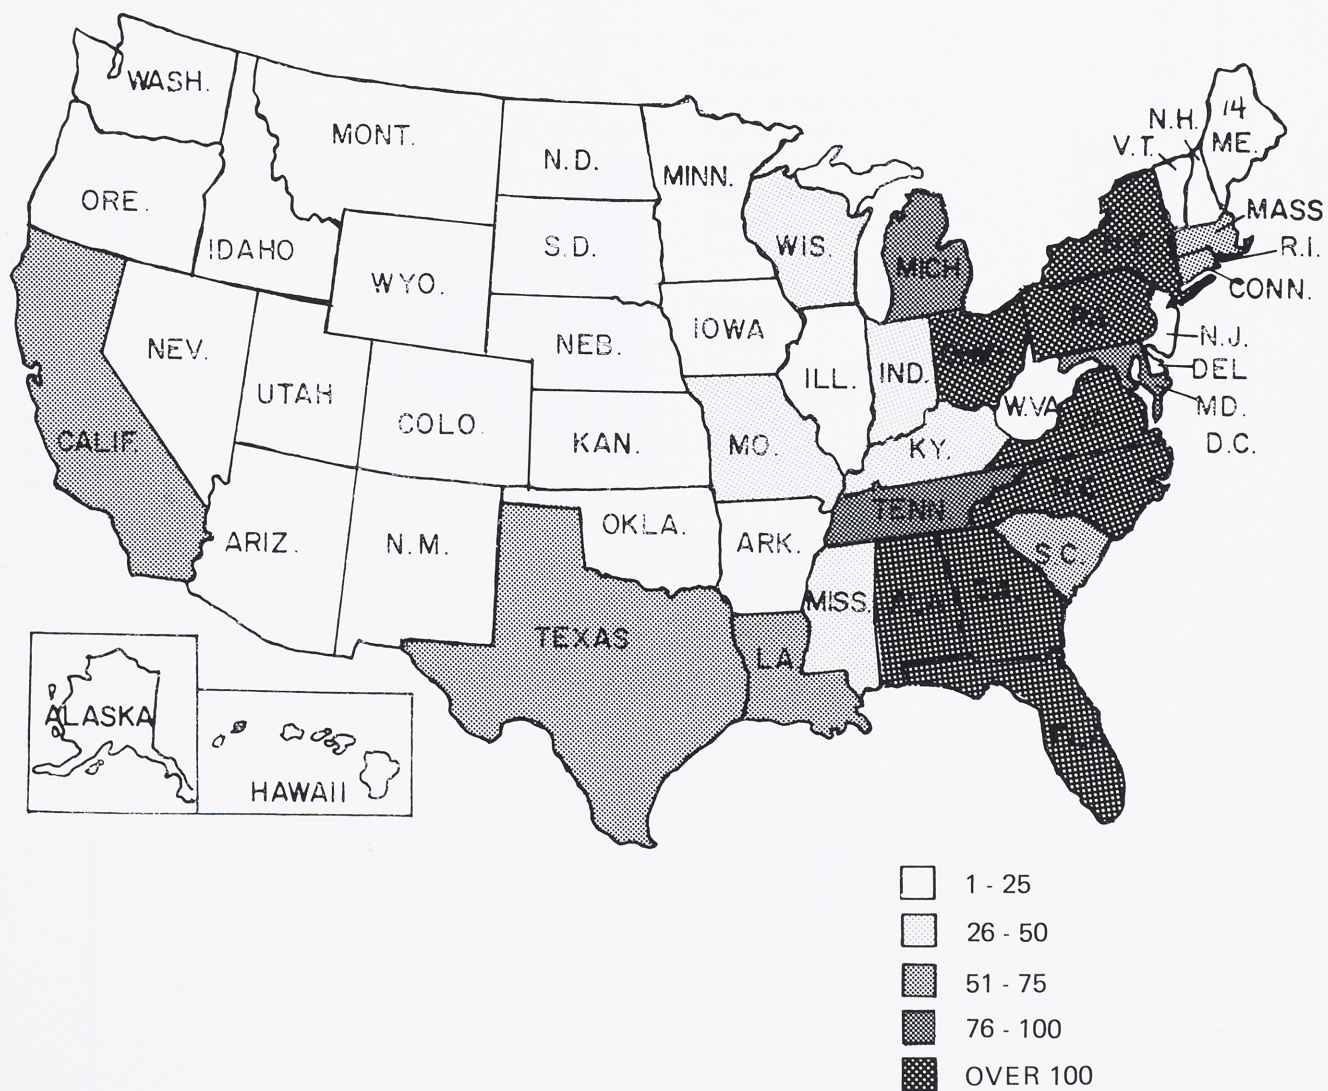 WASH.
MONT.
N.D.
MINN.
14
N.H.
ME.
V.T.
ORE.
IDAHO
WYO.
S.D.
WIS.
MICH
MASS
R.I.
CONN.
NEV.
UTAH
COLO.
NEB.
IOWA
ILL.
IND.
N.J.
DEL
MD.
D.C.
W.VA
CALIF.
KAN.
MO.
KY.
ARIZ.
N.M.
OKLA.
ARK.
TENN
S.C.
TEXAS
LA.
MISS.
ALASKA
HAWAII
1 - 25
26 - 50
51 - 75
76 - 100
OVER 100